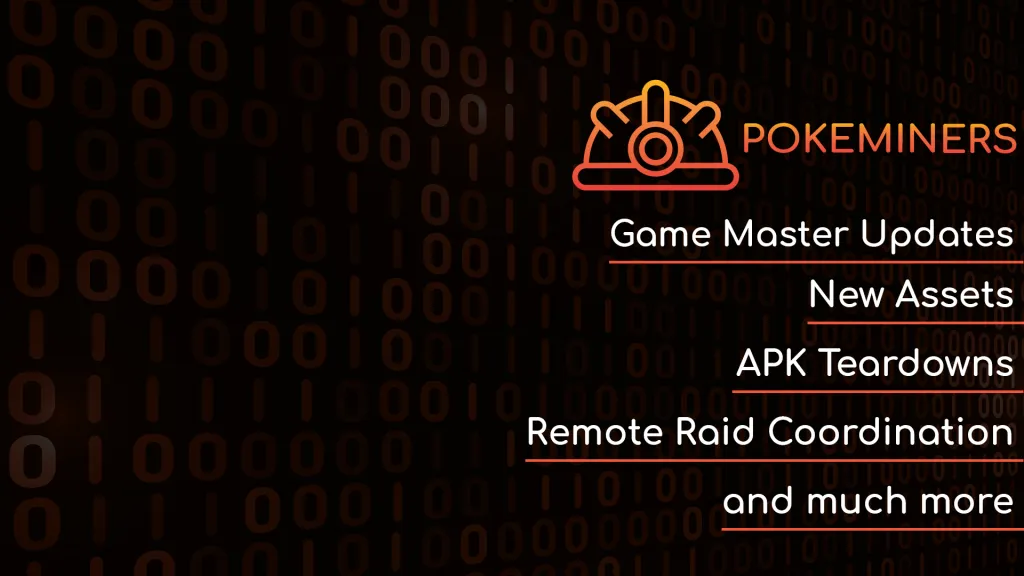 POKEMINERS
Game Master Updates
New Assets
APK Teardowns
Remote Raid Coordination
and much more